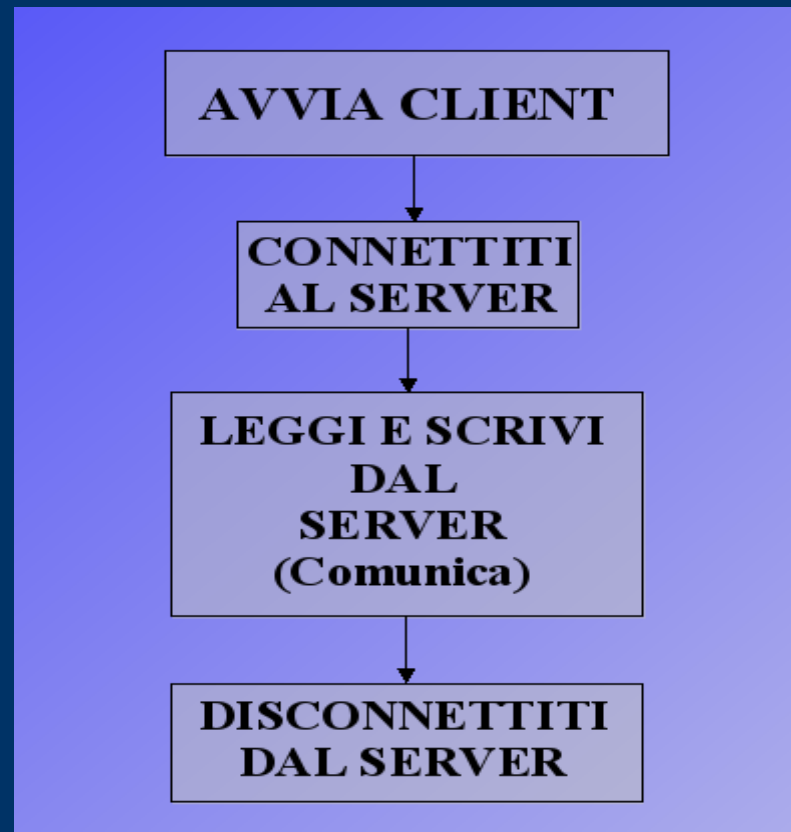 AVVIA CLIENT
CONNETTITI
AL SERVER
LEGGI E SCRIVI
DAL
SERVER
(Comunica)
DISCONNETTITI
DAL SERVER